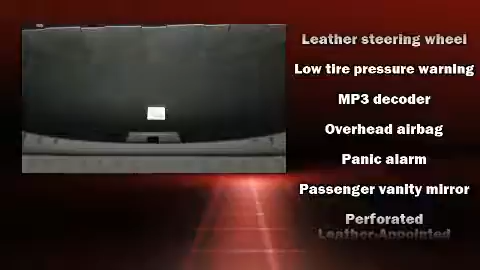 Leather steering wheel
Low tire pressure warning
MP3 decoder
Overhead airbag
Panic alarm
Passenger vanity mirror
Perforated
Leather-Appointed